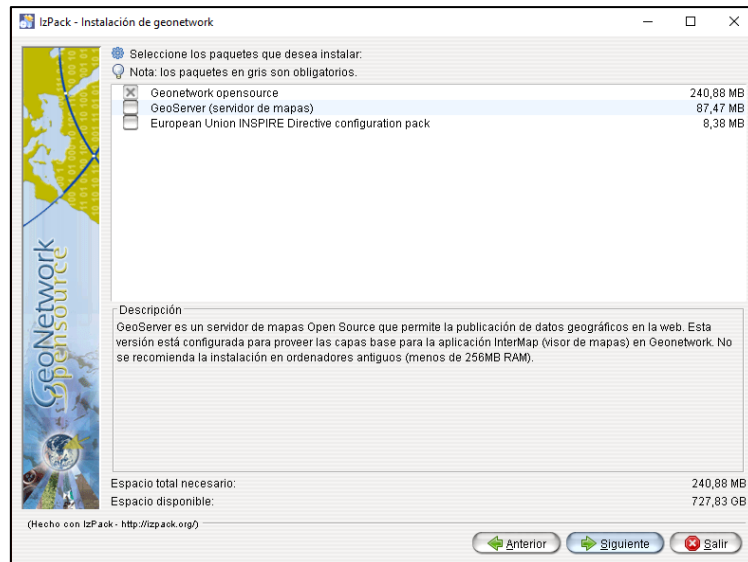 IzPack - Instalación de geonetwork
Seleccione los paquetes que desea instalar:
Nota: los paquetes en gris son obligatorios.
Geonetwork opensource 240,88 MB
GeoServer (servidor de mapas) 87,47 MB
European Union INSPIRE Directive configuration pack 8,38 MB
GeoNetwork
Opensource
Descripción
GeoServer es un servidor de mapas Open Source que permite la publicación de datos geográficos en la web. Esta
versión está configurada para proveer las capas base para la aplicación InterMap (visor de mapas) en Geonetwork. No
se recomienda la instalación en ordenadores antiguos (menos de 256MB RAM).
Espacio total necesario: 240,88 MB
Espacio disponible: 727,83 GB
(Hecho con IzPack - http://izpack.org/)
Anterior Siguiente Salir